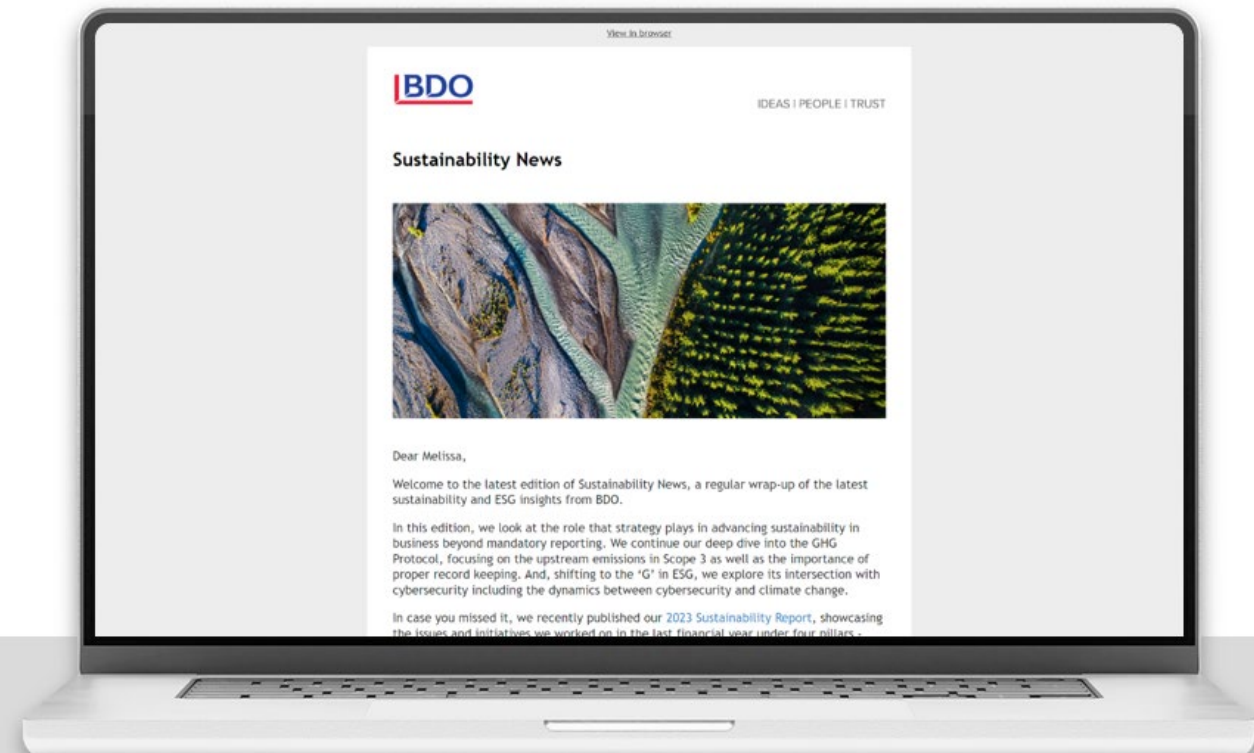 View in browser
BDO
IDEAS | PEOPLE | TRUST
Sustainability News
Dear Melissa,
Welcome to the latest edition of Sustainability News, a regular wrap-up of the latest
sustainability and ESG insights from BDO.
In this edition, we look at the role that strategy plays in advancing sustainability in
business beyond mandatory reporting. We continue our deep dive into the GHG
Protocol, focusing on the upstream emissions in Scope 3 as well as the importance of
proper record keeping. And, shifting to the ‘G’ in ESG, we explore its intersection with
cybersecurity including the dynamics between cybersecurity and climate change.
In case you missed it, we recently published our 2023 Sustainability Report, showcasing
the issues and initiatives we worked on in the last financial year under four pillars -